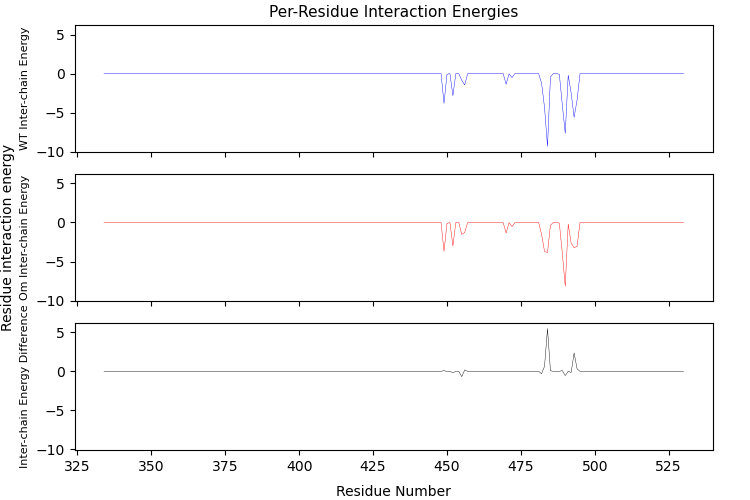 Per-Residue Interaction Energies
WT Inter-chain Energy
5
0
−5
−10
Residue interaction energy
Om Inter-chain Energy
5
0
−5
−10
Inter-chain Energy Difference
5
0
−5
−10
325 350 375 400 425 450 475 500 525
Residue Number